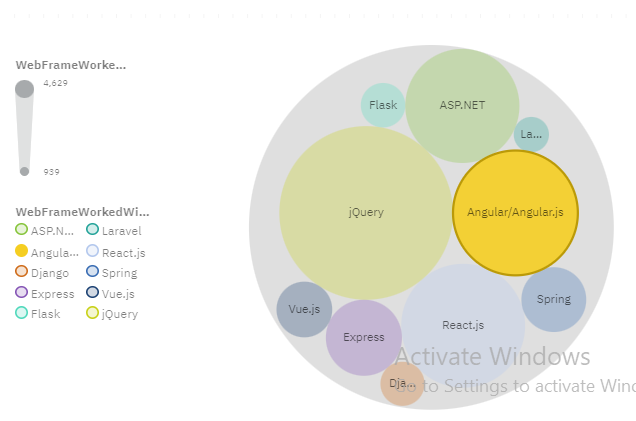 WebFrameWorke...
4,629
939
WebFrameWorkedWi...
ASP.N...
Laravel
Angula...
React.js
Django
Spring
Express
Vue.js
Flask
jQuery
Flask
ASP.NET
La...
jQuery
Angular/Angular.js
Vue.js
Spring
Express
React.js
Dja...
Activate Windows
Go to Settings to activate Winc